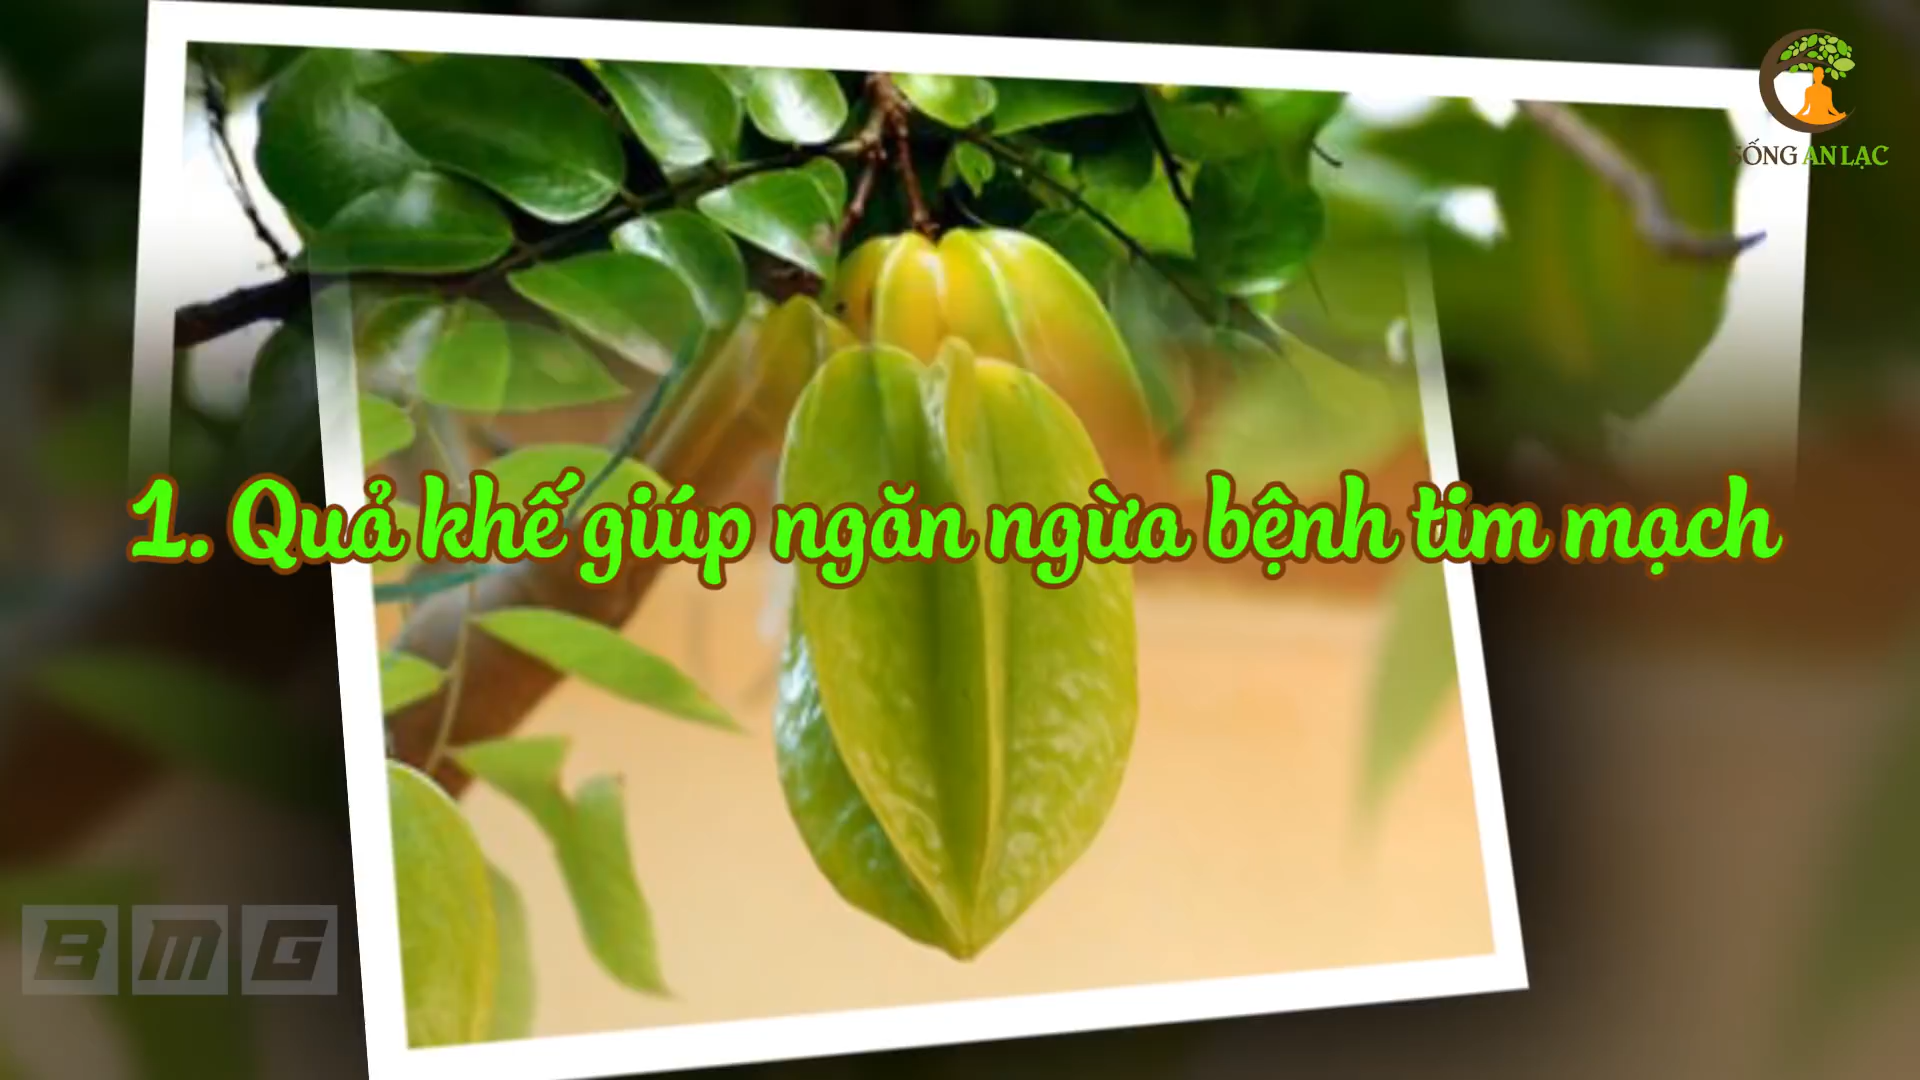 SỐNG AN LẠC
1. Quả khế giúp ngăn ngừa bệnh tim mạch
BMG